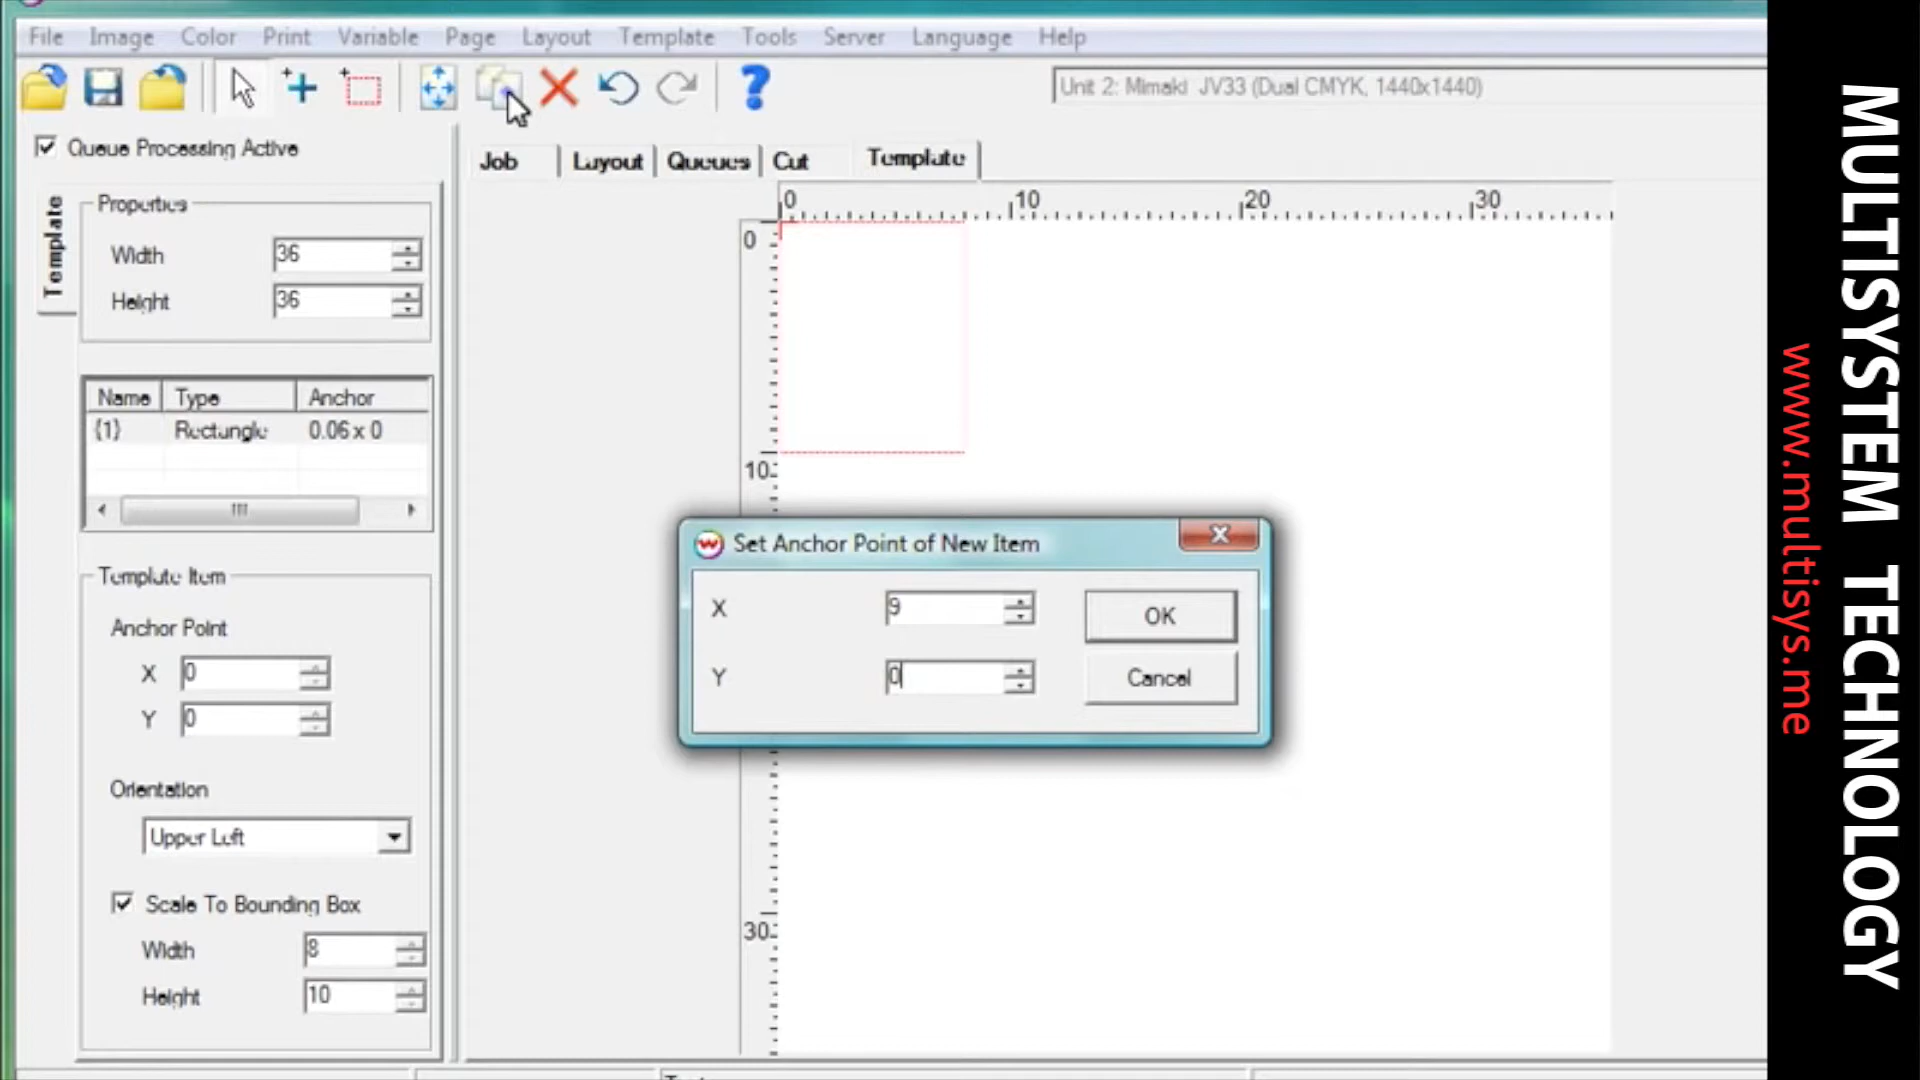 File Image Color Print Variable Page Layout Template Tools Server Language Help
Unit 2: Mimaki JV33 (Dual CMYK, 1440x1440)
Queue Processing Active
Job Layout Queues Cut Template
Template
Properties
Width 36
Height 36
Name Type Anchor
{1} Rectangle 0.06 x 0
Template Item
Anchor Point
X 0
Y 0
Orientation
Upper Left
Scale To Bounding Box
Width 8
Height 10
0 10 20 30
0
10
30
Set Anchor Point of New Item
X 9 OK
Y 0 Cancel
MULTISYSTEM TECHNOLOGY
www.multisys.me